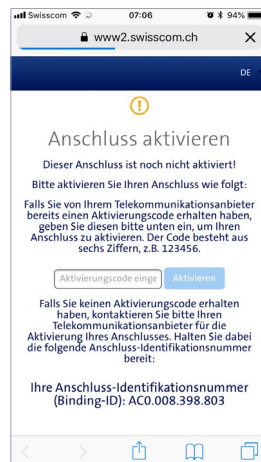 Swisscom 07:06 94%
www2.swisscom.ch
DE
Anschluss aktivieren
Dieser Anschluss ist noch nicht aktiviert!
Bitte aktivieren Sie Ihren Anschluss wie folgt:
Falls Sie von Ihrem Telekommunikationsanbieter
bereits einen Aktivierungscode erhalten haben,
geben Sie diesen bitte unten ein, um Ihren
Anschluss zu aktivieren. Der Code besteht aus
sechs Ziffern, z.B. 123456.
Aktivierungscode einge Aktivieren
Falls Sie keinen Aktivierungscode erhalten
haben, kontaktieren Sie bitte Ihren
Telekommunikationsanbieter für die
Aktivierung Ihres Anschlusses. Halten Sie dabei
die folgende Anschluss-Identifikationsnummer
bereit:
Ihre Anschluss-Identifikationsnummer
(Binding-ID): AC0.008.398.803